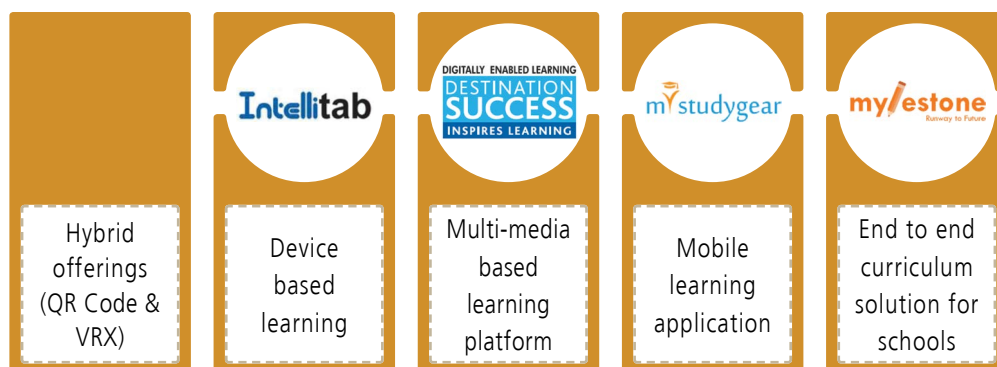 Intellitab
DIGITALLY ENABLED LEARNING
DESTINATION
SUCCESS
INSPIRES LEARNING
mystudygear
mylestone
Runway to Future
Hybrid
offerings
(QR Code &
VRX)
Device
based
learning
Multi-media
based
learning
platform
Mobile
learning
application
End to end
curriculum
solution for
schools